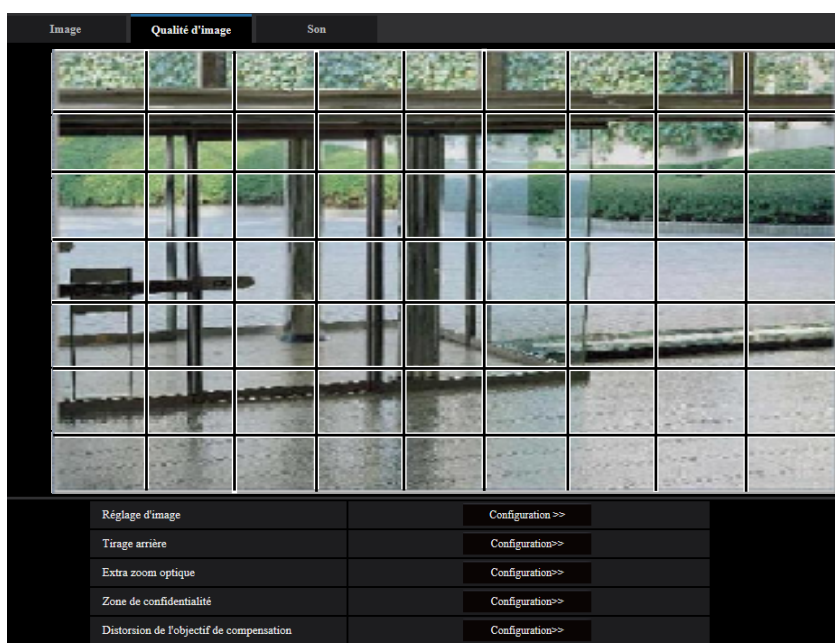 Image Qualité d'image Son
Réglage d'image Configuration >>
Tirage arrière Configuration>>
Extra zoom optique Configuration>>
Zone de confidentialité Configuration>>
Distorsion de l'objectif de compensation Configuration>>